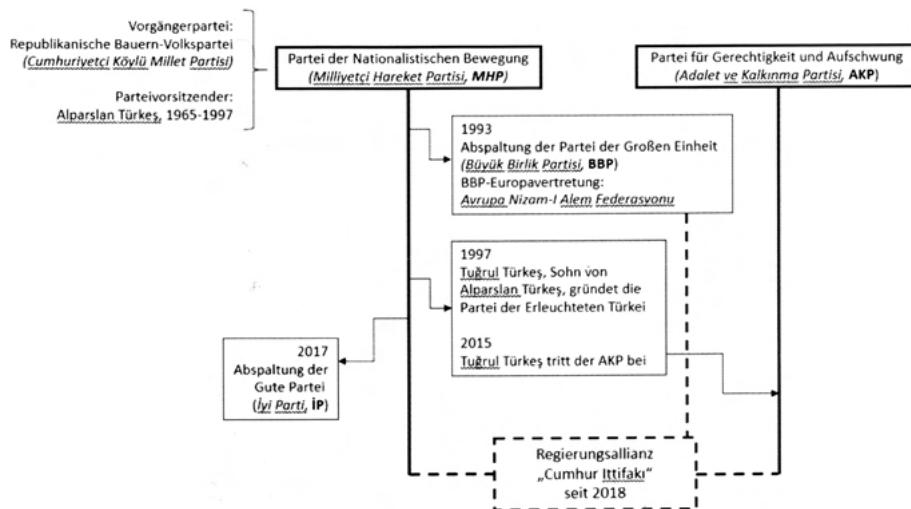 Vorgängerpartei:
Republikanische Bauern-Volkspartei
(Cumhuriyetçi Köylü Millet Partisi)
Parteivorsitzender:
Alparslan Türkeş, 1965-1997
Partei der Nationalistischen Bewegung
(Milliyetçi Hareket Partisi, MHP)
Partei für Gerechtigkeit und Aufschwung
(Adalet ve Kalkınma Partisi, AKP)
1993
Abspaltung der Partei der Großen Einheit
(Büyük Birlik Partisi, BBP)
BBP-Europavertretung:
Avrupa Nizam-I Alem Federasyonu
1997
Tuğrul Türkeş, Sohn von
Alparslan Türkeş, gründet die
Partei der Erleuchteten Türkei
2015
Tuğrul Türkeş tritt der AKP bei
2017
Abspaltung der
Gute Partei
(İyi Parti, İP)
Regierungsallianz
„Cumhur Ittifakı“
seit 2018